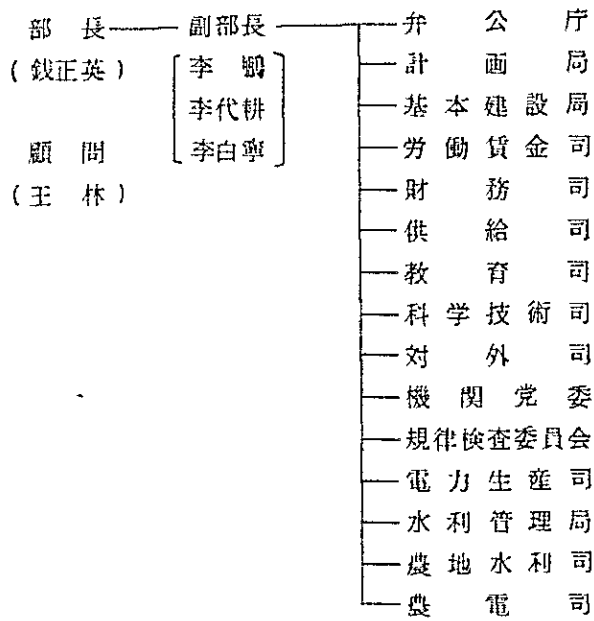 部長 副部長 弁公庁
(銭正英) 李鵬 計画局
李代耕 基本建設局
顧問 李白寧 労働賃金司
(王林) 財務司
供給司
教育司
科学技術司
対外司
機関党委
規律検査委員会
電力生産司
水利管理局
農地水利司
農電司